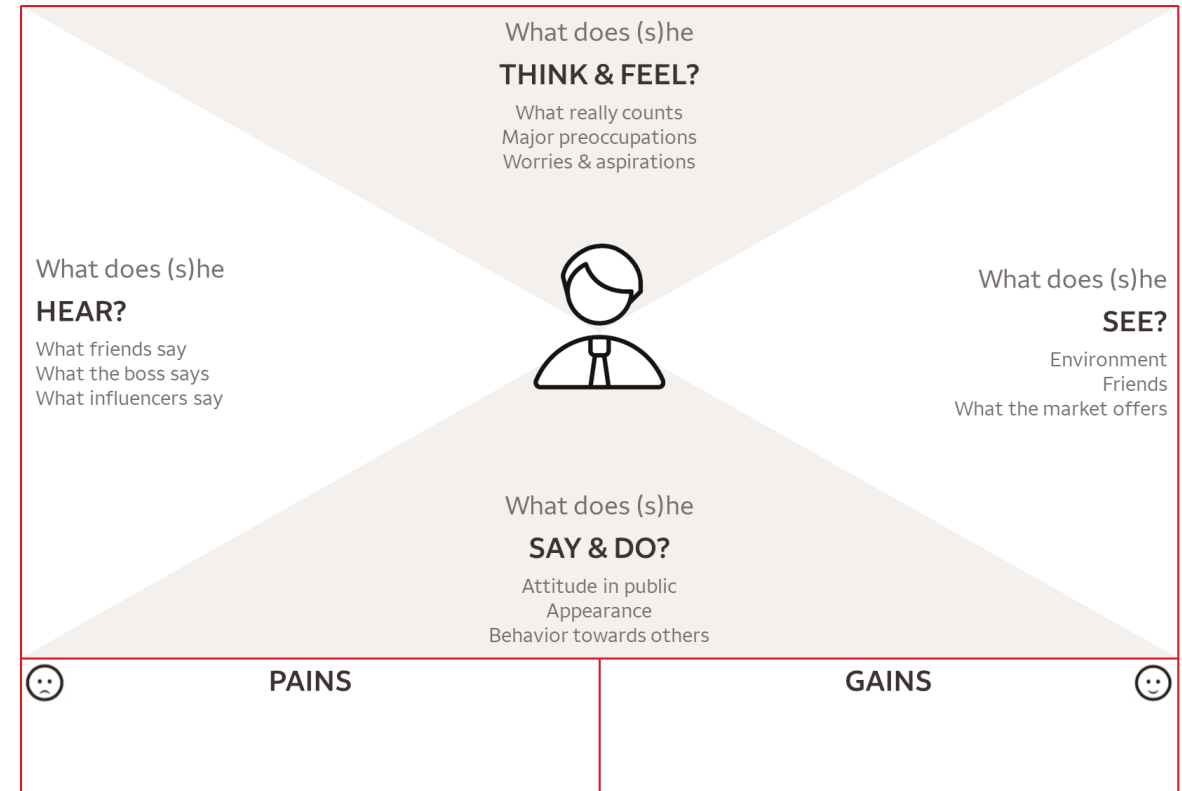 What does (s)he
THINK & FEEL?
What really counts
Major preoccupations
Worries & aspirations
What does (s)he
HEAR?
What friends say
What the boss says
What influencers say
What does (s)he
SEE?
Environment
Friends
What the market offers
What does (s)he
SAY & DO?
Attitude in public
Appearance
Behavior towards others
PAINS
GAINS